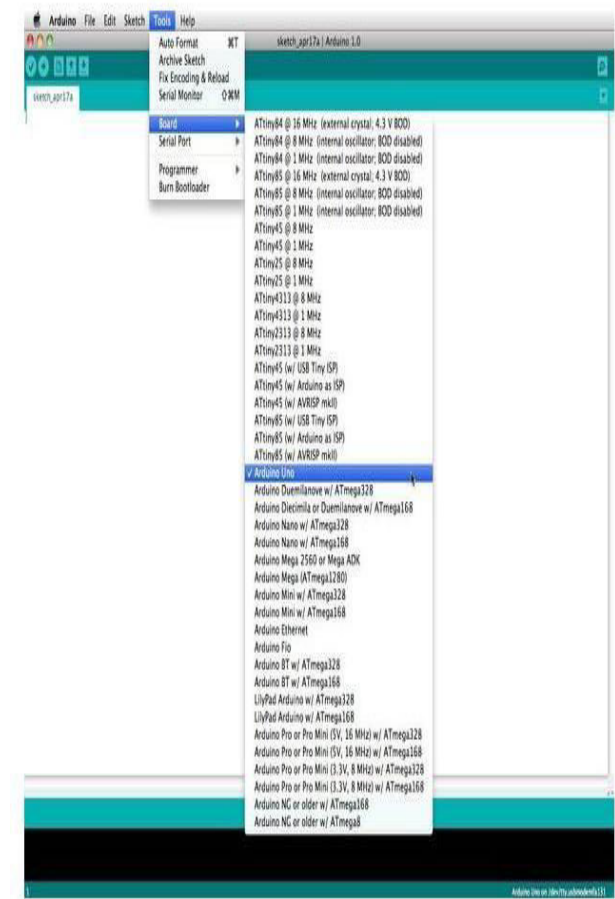 Arduino File Edit Sketch Tools Help
sketch_apr17a | Arduino 1.0
sketch_apr17a
Auto Format ⌘T
Archive Sketch
Fix Encoding & Reload
Serial Monitor ⇧⌘M
Board
Serial Port
Programmer
Burn Bootloader
ATtiny84 @ 16 MHz (external crystal; 4.3 V BOD)
ATtiny84 @ 8 MHz (internal oscillator; BOD disabled)
ATtiny84 @ 1 MHz (internal oscillator; BOD disabled)
ATtiny85 @ 16 MHz (external crystal; 4.3 V BOD)
ATtiny85 @ 8 MHz (internal oscillator; BOD disabled)
ATtiny85 @ 1 MHz (internal oscillator; BOD disabled)
ATtiny45 @ 8 MHz
ATtiny45 @ 1 MHz
ATtiny25 @ 8 MHz
ATtiny25 @ 1 MHz
ATtiny4313 @ 8 MHz
ATtiny4313 @ 1 MHz
ATtiny2313 @ 8 MHz
ATtiny2313 @ 1 MHz
ATtiny45 (w/ USB Tiny ISP)
ATtiny45 (w/ Arduino as ISP)
ATtiny45 (w/ AVRISP mkII)
ATtiny85 (w/ USB Tiny ISP)
ATtiny85 (w/ Arduino as ISP)
ATtiny85 (w/ AVRISP mkII)
✓ Arduino Uno
Arduino Duemilanove w/ ATmega328
Arduino Diecimila or Duemilanove w/ ATmega168
Arduino Nano w/ ATmega328
Arduino Nano w/ ATmega168
Arduino Mega 2560 or Mega ADK
Arduino Mega (ATmega1280)
Arduino Mini w/ ATmega328
Arduino Mini w/ ATmega168
Arduino Ethernet
Arduino Fio
Arduino BT w/ ATmega328
Arduino BT w/ ATmega168
LilyPad Arduino w/ ATmega328
LilyPad Arduino w/ ATmega168
Arduino Pro or Pro Mini (5V, 16 MHz) w/ ATmega328
Arduino Pro or Pro Mini (5V, 16 MHz) w/ ATmega168
Arduino Pro or Pro Mini (3.3V, 8 MHz) w/ ATmega328
Arduino Pro or Pro Mini (3.3V, 8 MHz) w/ ATmega168
Arduino NG or older w/ ATmega168
Arduino NG or older w/ ATmega8
1
Arduino Uno on /dev/tty.usbmodemfa131